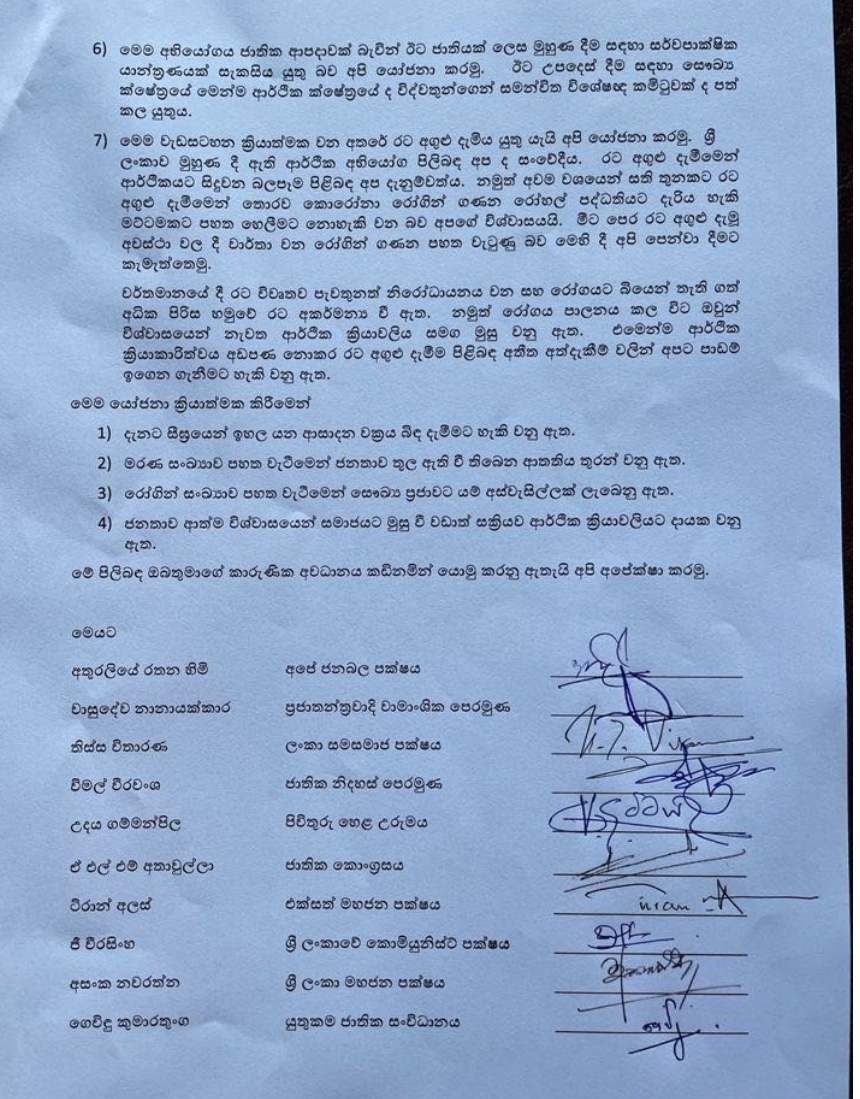 6) මෙම අභියෝගය ජාතික ආපදාවක් බැවින් ඊට ජාතියක් ලෙස මුහුණ දීම සඳහා සර්වපාක්ෂික
යාන්ත්‍රණයක් සැකසිය යුතු බව අපි යෝජනා කරමු. ඊට උපදෙස් දීම සඳහා සෞඛ්‍ය
ක්ෂේත්‍රයේ මෙන්ම ආර්ථික ක්ෂේත්‍රයේ ද විද්වතුන්ගෙන් සමන්විත විශේෂඥ කමිටුවක් ද පත්
කල යුතුය.
7) මෙම වැඩසටහන ක්‍රියාත්මක වන අතරේ රට අගුළු දැමිය යුතු යැයි අපි යෝජනා කරමු. ශ්‍රී
ලංකාව මුහුණ දී ඇති ආර්ථික අභියෝග පිලිබඳ අප ද සංවේදීය. රට අගුළු දැමීමෙන්
ආර්ථිකයට සිදුවන බලපෑම පිළිබඳ අප දැනුම්වත්ය. නමුත් අවම වශයෙන් සති තුනකට රට
අගුළු දැමීමෙන් තොරව කොරෝනා රෝගීන් ගණන රෝහල් පද්ධතියට දැරිය හැකි
මට්ටමකට පහත හෙලීමට නොහැකි වන බව අපගේ විශ්වාසයයි. මීට පෙර රට අගුළු දැමූ
අවස්ථා වල දී වාර්තා වන රෝගීන් ගණන පහත වැටුණු බව මෙහි දී අපි පෙන්වා දීමට
කැමැත්තෙමු.
වර්තමානයේ දී රට විවෘතව පැවතුනත් නිරෝධායනය වන සහ රෝගයට බියෙන් තැති ගත්
අධික පිරිස හමුවේ රට අකර්මන්‍ය වී ඇත. නමුත් රෝගය පාලනය කල විට ඔවුන්
විශ්වාසයෙන් නැවත ආර්ථික ක්‍රියාවලිය සමග මුසු වනු ඇත. එමෙන්ම ආර්ථික
ක්‍රියාකාරිත්වය අඩපණ නොකර රට අගුළු දැමීම පිළිබඳ අතීත අත්දැකීම් වලින් අපට පාඩම්
ඉගෙන ගැනීමට හැකි වනු ඇත.
මෙම යෝජනා ක්‍රියාත්මක කිරීමෙන්
1) දැනට සීඝ්‍රයෙන් ඉහල යන ආසාදන වක්‍රය බිඳ දැමීමට හැකි වනු ඇත.
2) මරණ සංඛ්‍යාව පහත වැටීමෙන් ජනතාව තුල ඇති වී තිබෙන ආතතිය තුරන් වනු ඇත.
3) රෝගීන් සංඛ්‍යාව පහත වැටීමෙන් සෞඛ්‍ය ප්‍රජාවට යම් අස්වැසිල්ලක් ලැබෙනු ඇත.
4) ජනතාව ආත්ම විශ්වාසයෙන් සමාජයට මුසු වී වඩාත් සක්‍රියව ආර්ථික ක්‍රියාවලියට දායක වනු
ඇත.
මේ පිලිබඳ ඔබතුමාගේ කාරුණික අවධානය කඩිනමින් යොමු කරනු ඇතැයි අපි අපේක්ෂා කරමු.
මෙයට
අතුරලියේ රතන හිමි අපේ ජනබල පක්ෂය
වාසුදේව නානායක්කාර ප්‍රජාතන්ත්‍රවාදි වාමාංශික පෙරමුණ
තිස්ස විතාරණ ලංකා සමසමාජ පක්ෂය
විමල් වීරවංශ ජාතික නිදහස් පෙරමුණ
උදය ගම්මන්පිල පිවිතුරු හෙළ උරුමය
ඒ එල් එම් අතාවුල්ලා ජාතික කොංග්‍රසය
ටිරාන් අලස් එක්සත් මහජන පක්ෂය
ජී වීරසිංහ ශ්‍රී ලංකාවේ කොමියුනිස්ට් පක්ෂය
අසංක නවරත්න ශ්‍රී ලංකා මහජන පක්ෂය
ගෙවිඳු කුමාරතුංග යුතුකම ජාතික සංවිධානය